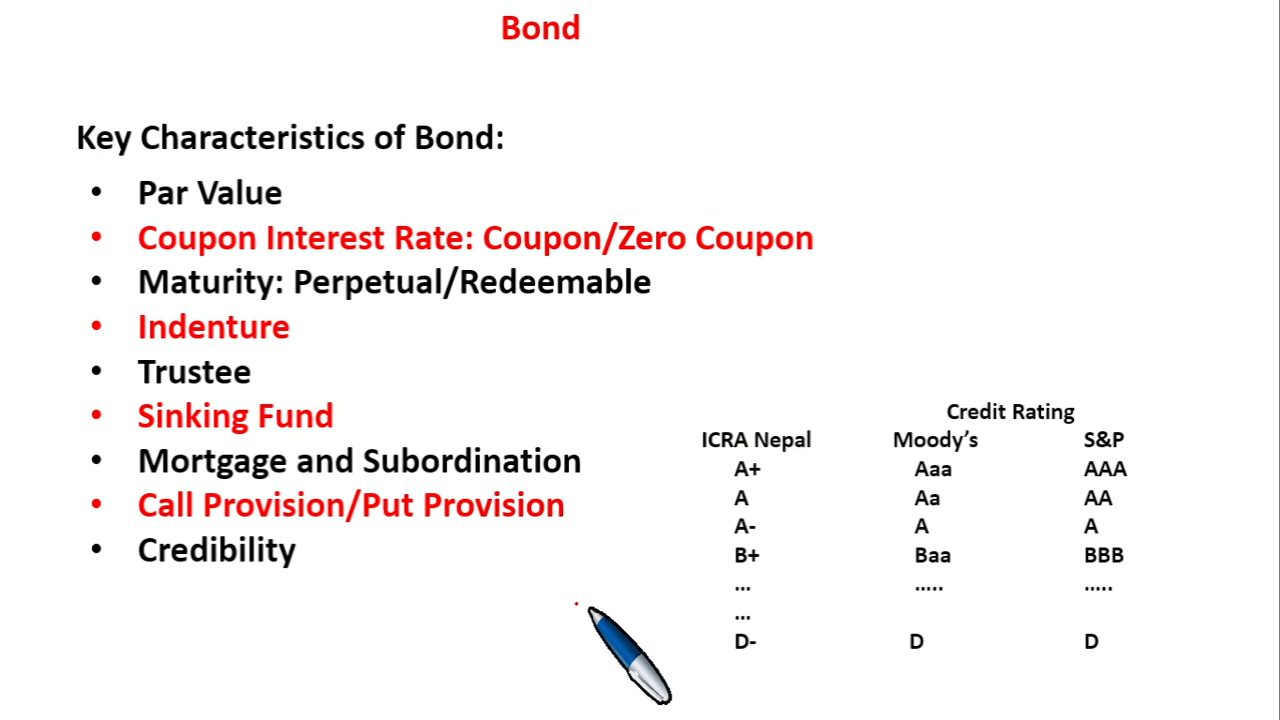 Bond
Key Characteristics of Bond:
• Par Value
• Coupon Interest Rate: Coupon/Zero Coupon
• Maturity: Perpetual/Redeemable
• Indenture
• Trustee
• Sinking Fund
• Mortgage and Subordination
• Call Provision/Put Provision
• Credibility
Credit Rating
ICRA Nepal Moody’s S&P
A+ Aaa AAA
A Aa AA
A- A A
B+ Baa BBB
... ..... .....
...
D- D D